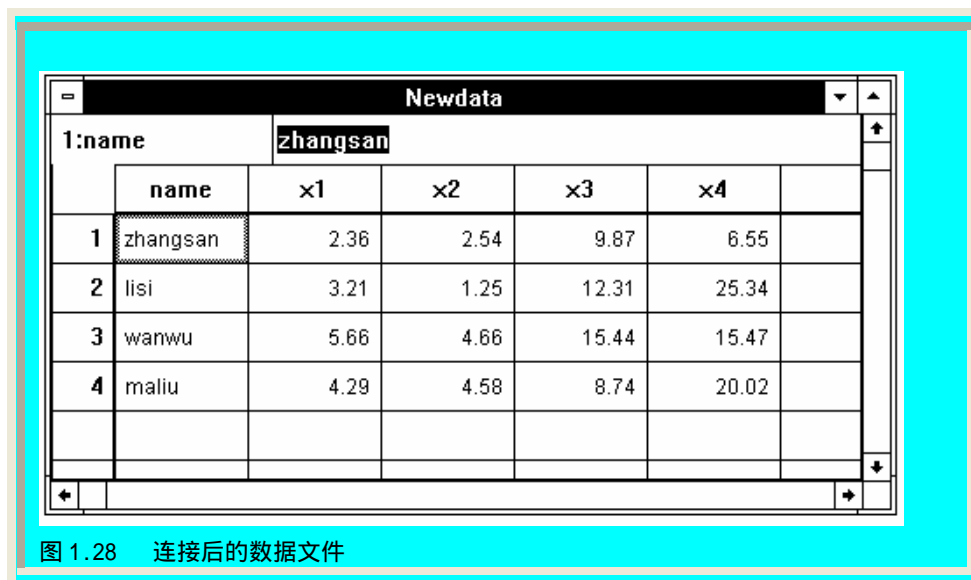 Newdata
1:name zhangsan
name x1 x2 x3 x4
1 zhangsan 2.36 2.54 9.87 6.55
2 lisi 3.21 1.25 12.31 25.34
3 wanwu 5.66 4.66 15.44 15.47
4 maliu 4.29 4.58 8.74 20.02
图 1.28 连接后的数据文件